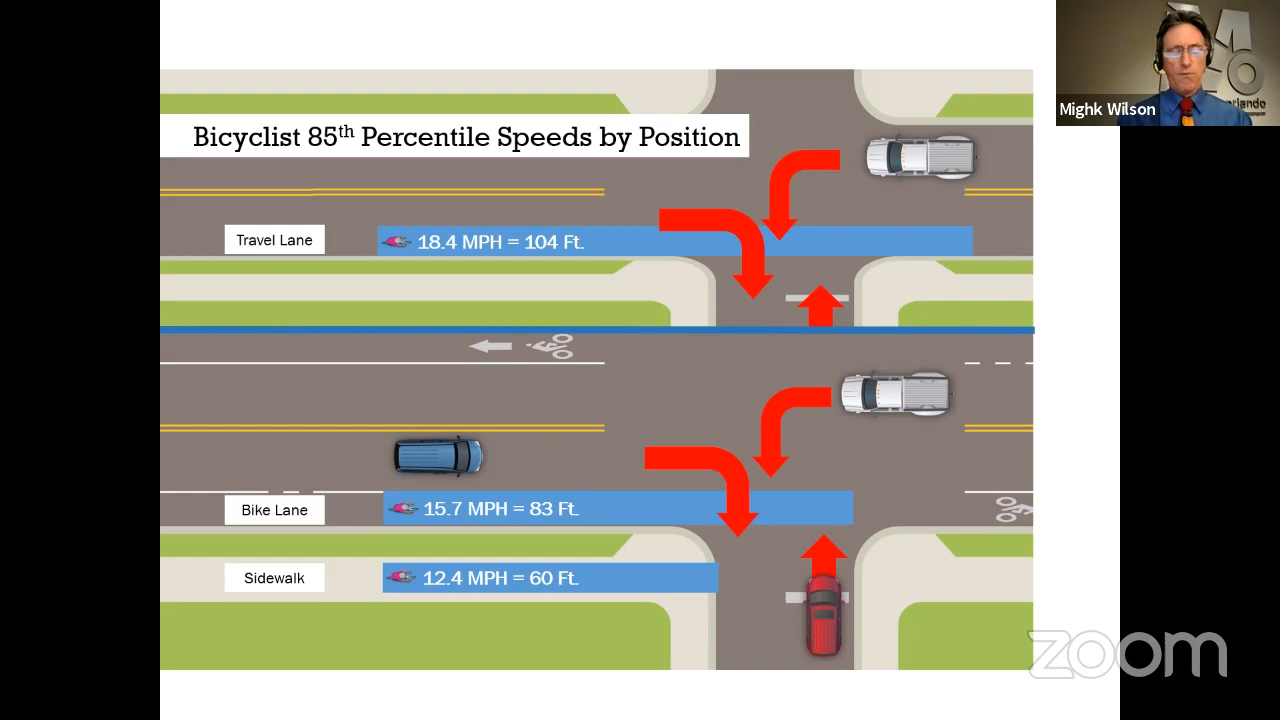 Bicyclist 85th Percentile Speeds by Position
Mighk Wilson
orlando
Travel Lane
18.4 MPH = 104 Ft.
Bike Lane
15.7 MPH = 83 Ft.
Sidewalk
12.4 MPH = 60 Ft.
zoom